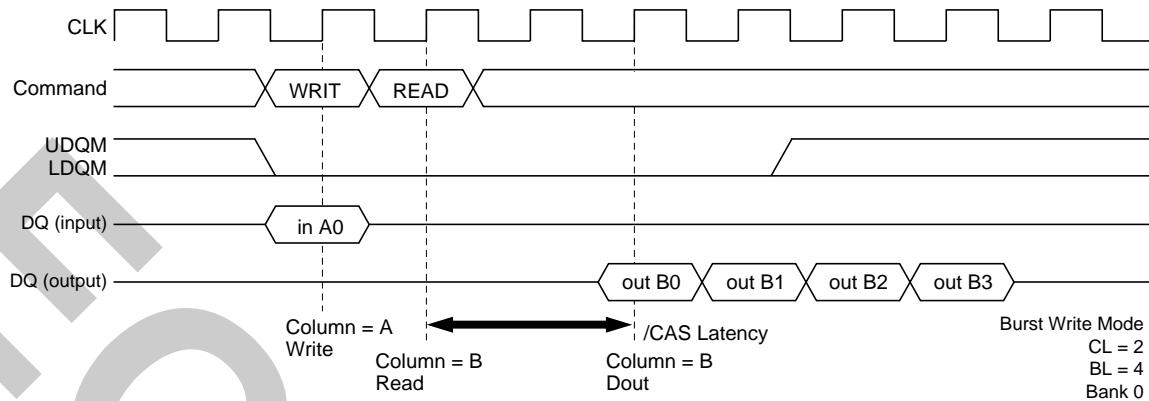 CLK
Command
WRIT
READ
UDQM
LDQM
DQ (input)
in A0
DQ (output)
out B0
out B1
out B2
out B3
Column = A
Write
Column = B
Read
/CAS Latency
Column = B
Dout
Burst Write Mode
CL = 2
BL = 4
Bank 0